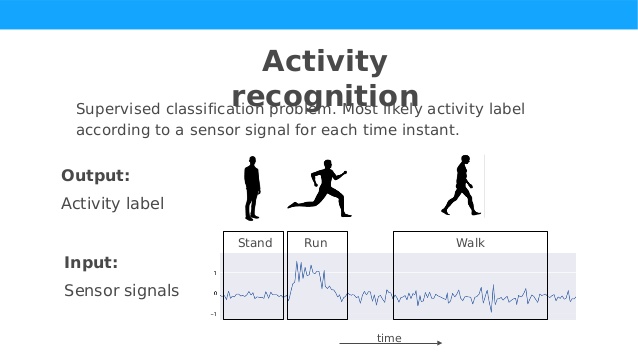 Activity
recognition
Supervised classification problem. Most likely activity label
according to a sensor signal for each time instant.
Output:
Activity label
Stand Run Walk
Input:
Sensor signals
1
0
-1
time